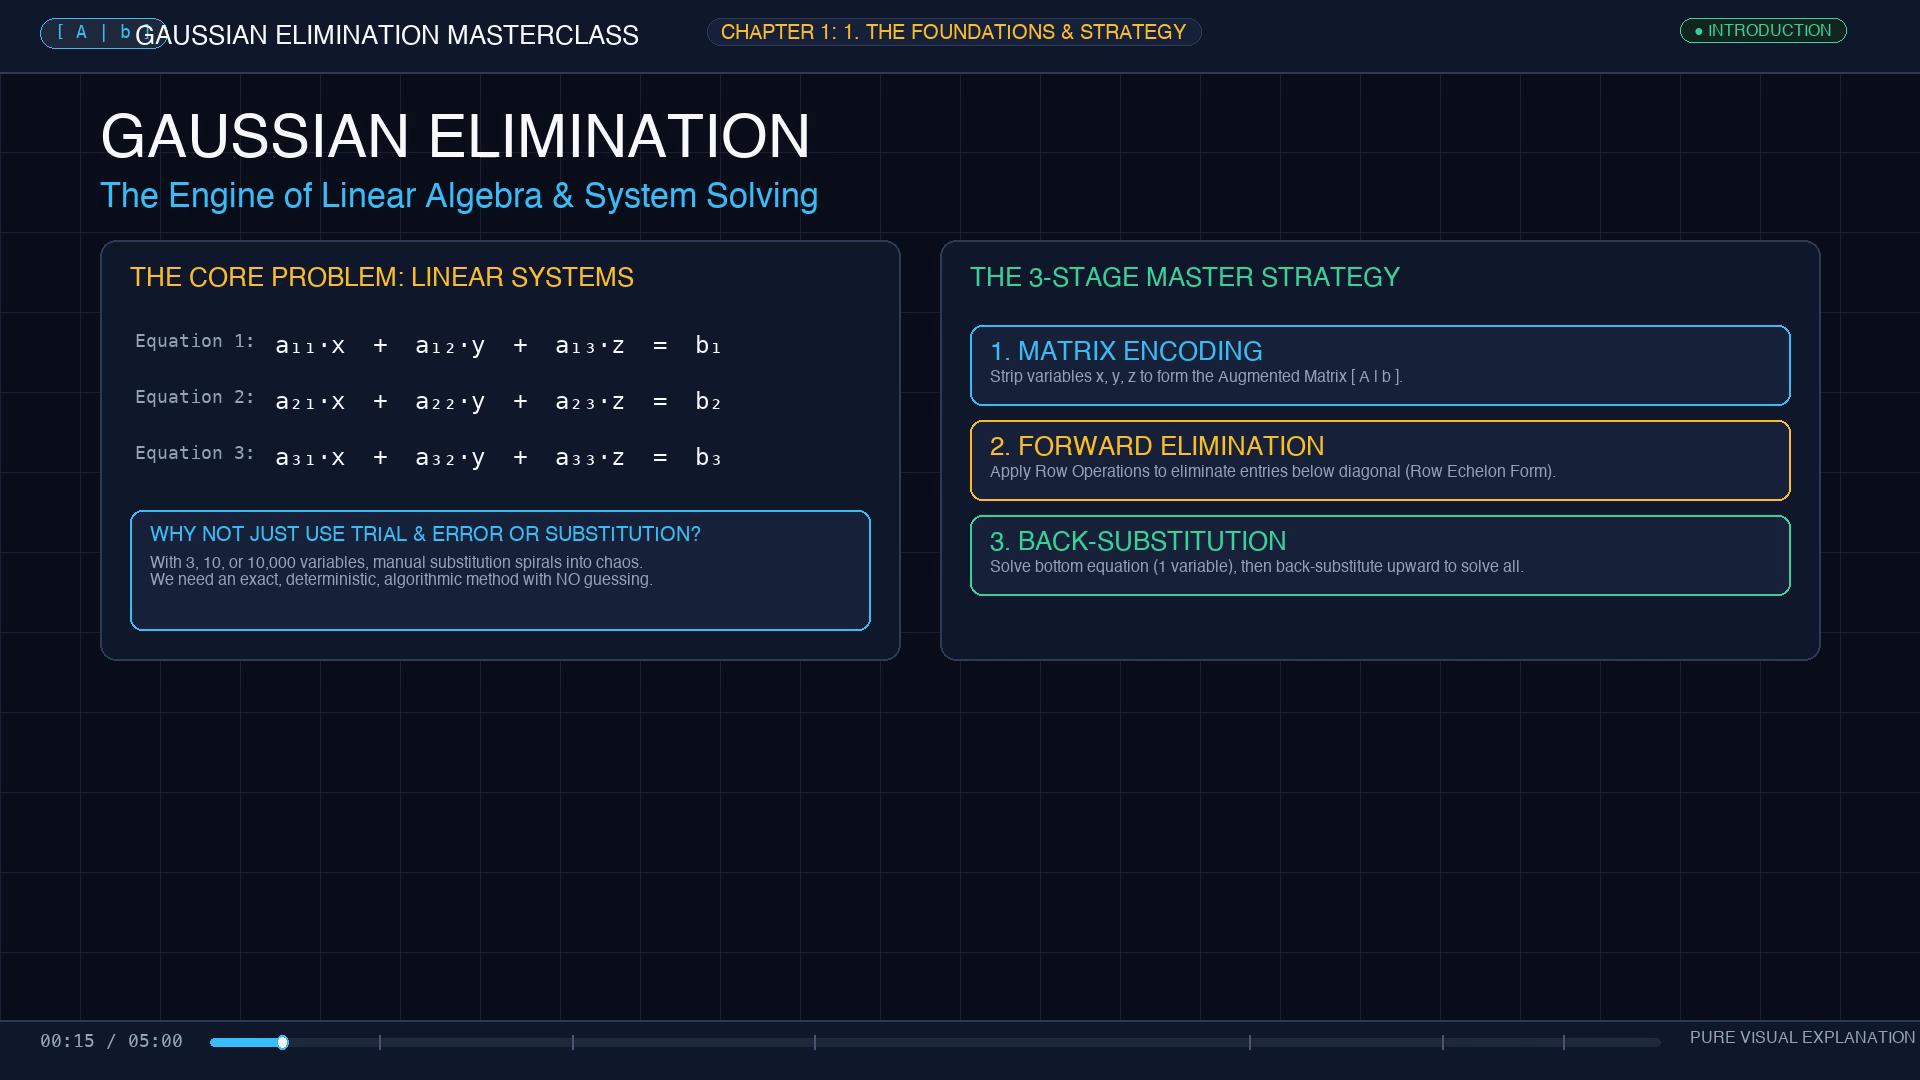 [ A | b ]
GAUSSIAN ELIMINATION MASTERCLASS
CHAPTER 1: 1. THE FOUNDATIONS & STRATEGY
● INTRODUCTION
GAUSSIAN ELIMINATION
The Engine of Linear Algebra & System Solving
THE CORE PROBLEM: LINEAR SYSTEMS
Equation 1: a₁₁·x + a₁₂·y + a₁₃·z = b₁
Equation 2: a₂₁·x + a₂₂·y + a₂₃·z = b₂
Equation 3: a₃₁·x + a₃₂·y + a₃₃·z = b₃
WHY NOT JUST USE TRIAL & ERROR OR SUBSTITUTION?
With 3, 10, or 10,000 variables, manual substitution spirals into chaos.
We need an exact, deterministic, algorithmic method with NO guessing.
THE 3-STAGE MASTER STRATEGY
1. MATRIX ENCODING
Strip variables x, y, z to form the Augmented Matrix [ A | b ].
2. FORWARD ELIMINATION
Apply Row Operations to eliminate entries below diagonal (Row Echelon Form).
3. BACK-SUBSTITUTION
Solve bottom equation (1 variable), then back-substitute upward to solve all.
00:15 / 05:00
PURE VISUAL EXPLANATION